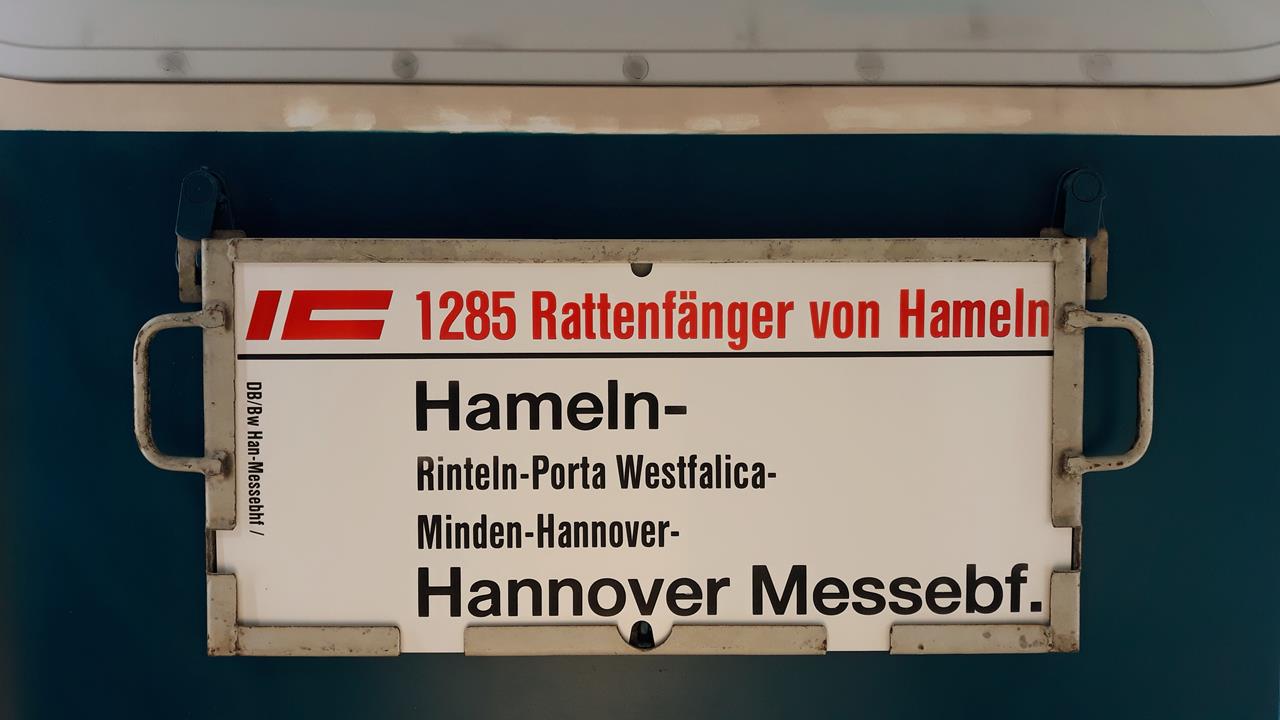 IC 1285 Rattenfänger von Hameln
DB/Bw Han-Messebhf /
Hameln-
Rinteln-Porta Westfalica-
Minden-Hannover-
Hannover Messebf.